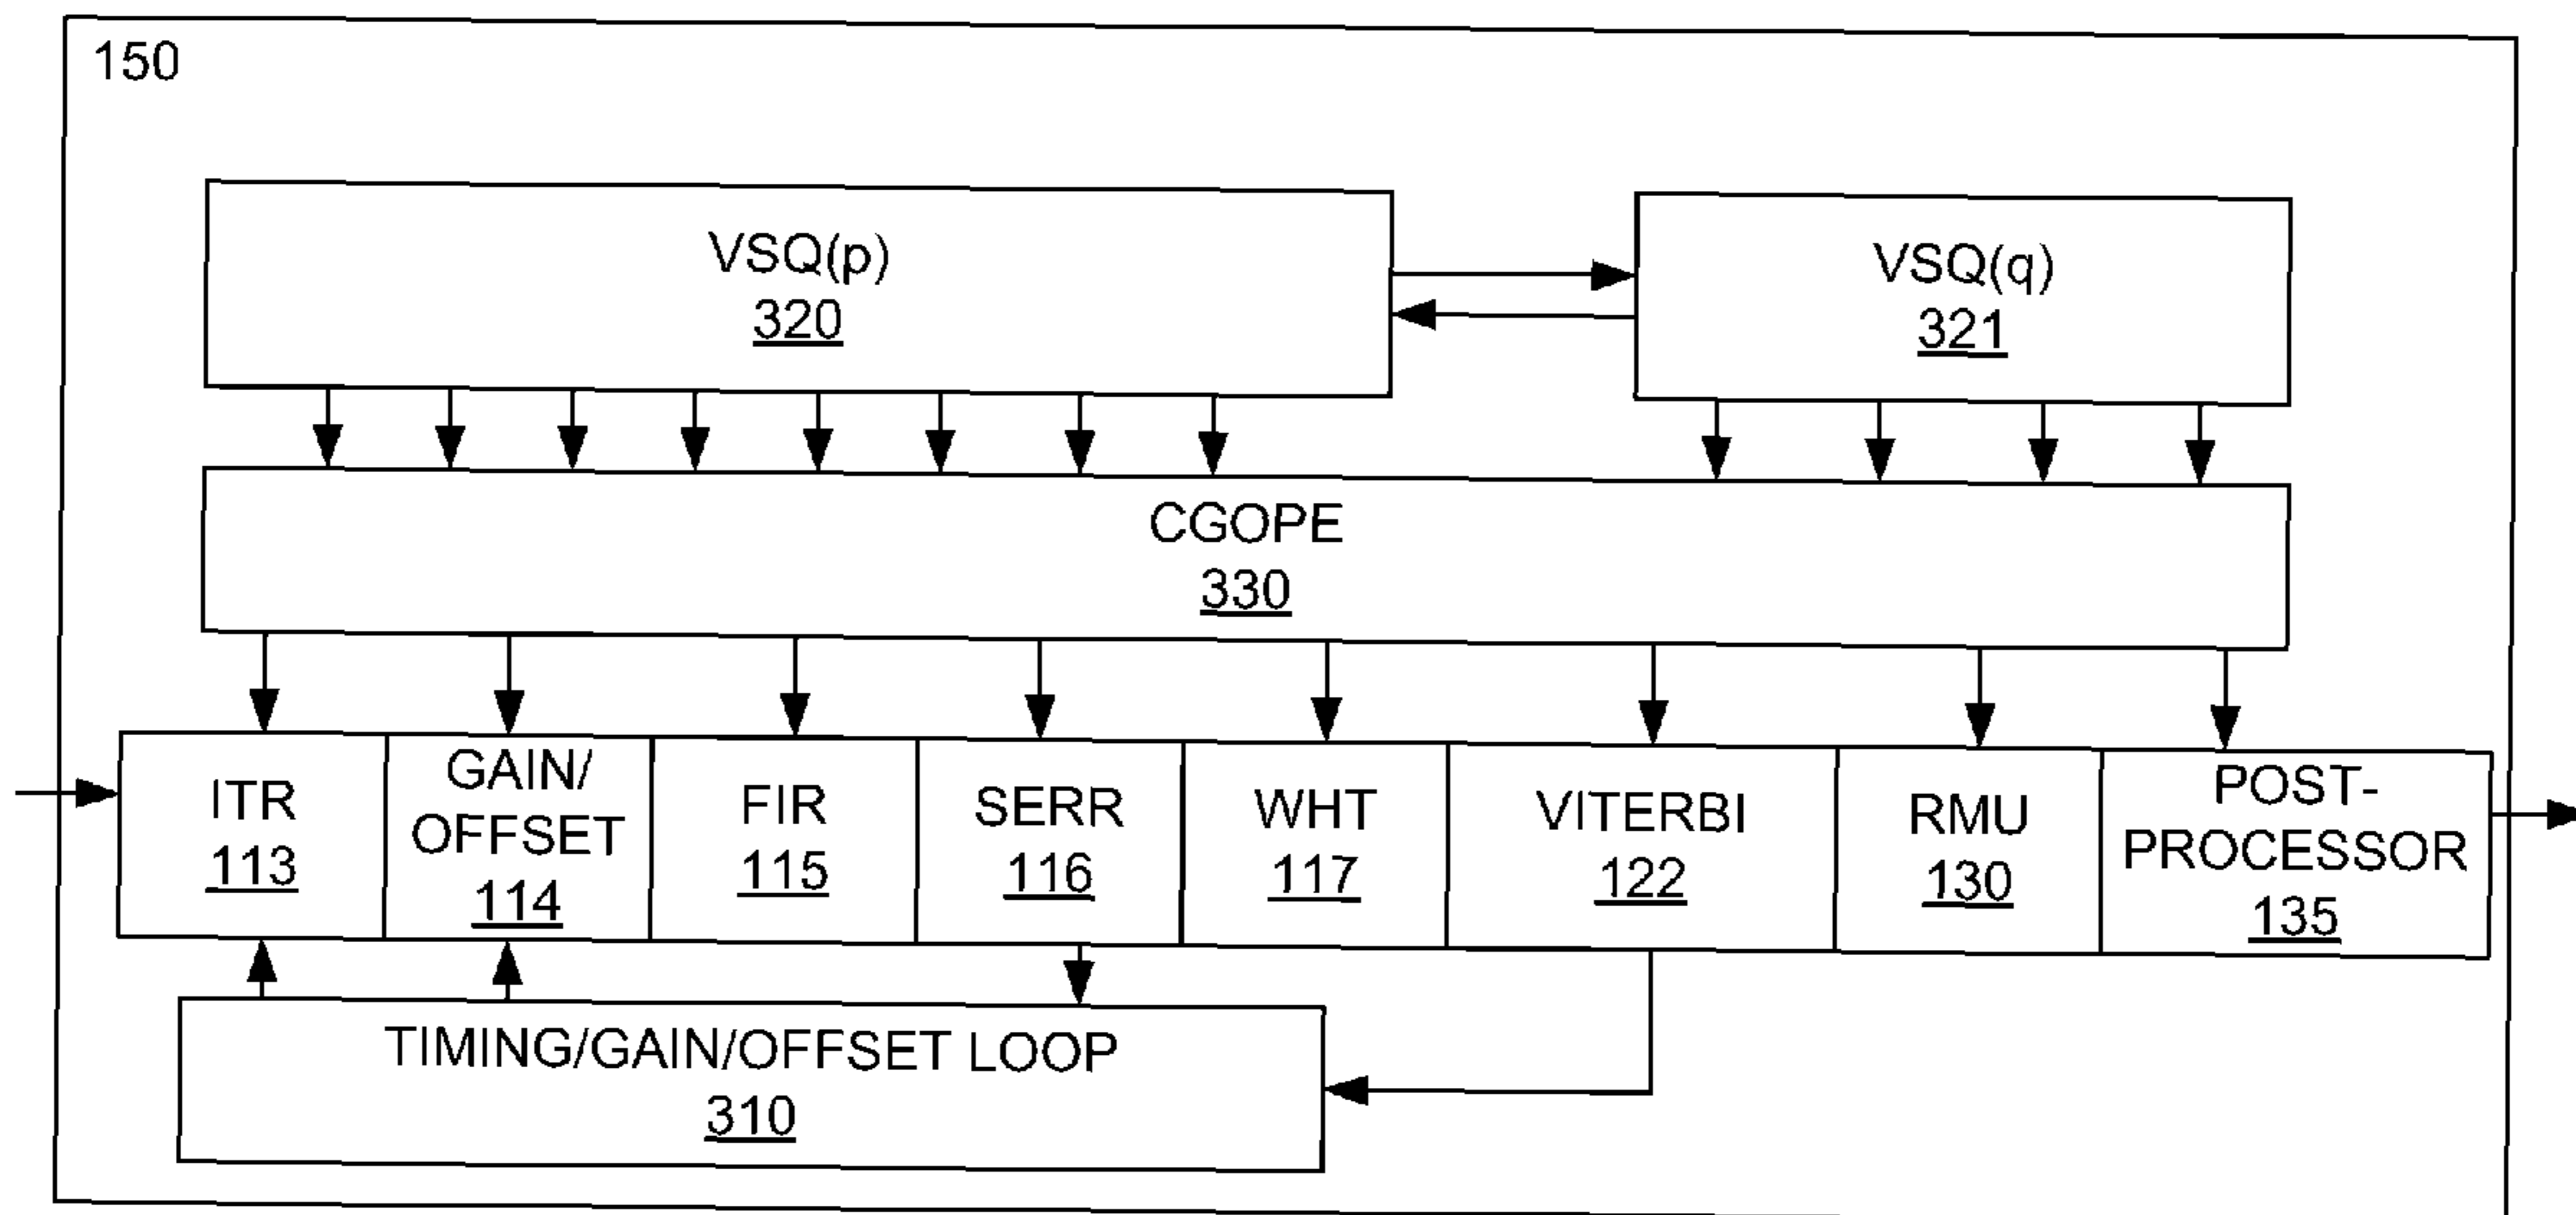 150
VSQ(p)
320
VSQ(q)
321
CGOPE
330
ITR
113
GAIN/
OFFSET
114
FIR
115
SERR
116
WHT
117
VITERBI
122
RMU
130
POST-
PROCESSOR
135
TIMING/GAIN/OFFSET LOOP
310